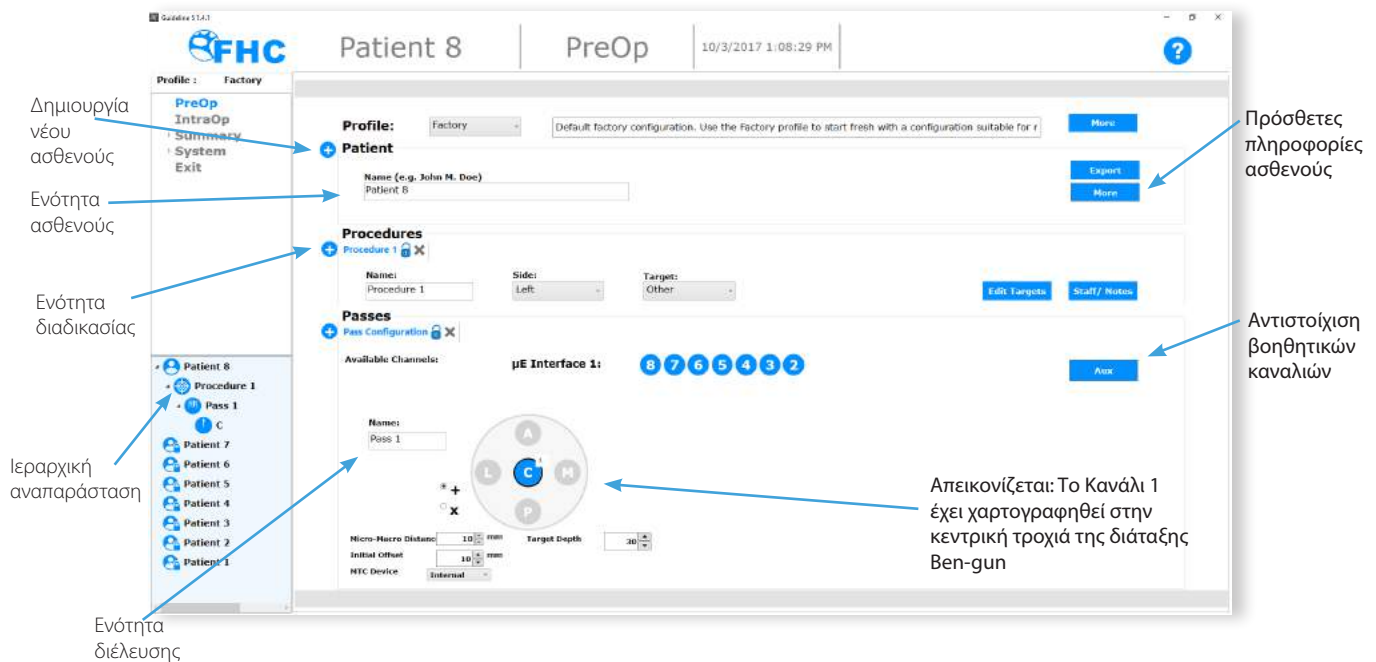 Guideline 5 1.4.1
FHC
Patient 8
PreOp
10/3/2017 1:08:29 PM
?
Profile : Factory
PreOp
IntraOp
Summary
System
Exit
Δημιουργία
νέου
ασθενούς
Ενότητα
ασθενούς
Ενότητα
διαδικασίας
Ιεραρχική
αναπαράσταση
Ενότητα
διέλευσης
Profile:
Factory
Default factory configuration. Use the Factory profile to start fresh with a configuration suitable for r
More
Patient
Name (e.g. John M. Doe)
Patient 8
Export
More
Procedures
Procedure 1
Name:
Procedure 1
Side:
Left
Target:
Other
Edit Targets
Staff/ Notes
Passes
Pass Configuration
Available Channels:
µE Interface 1:
8 7 6 5 4 3 2
Aux
Name:
Pass 1
A
L C 1 M
P
+
x
Micro-Macro Distanc 10 mm
Target Depth 30
Initial Offset 10 mm
MTC Device Internal
Patient 8
Procedure 1
Pass 1
C
Patient 7
Patient 6
Patient 5
Patient 4
Patient 3
Patient 2
Patient 1
Πρόσθετες
πληροφορίες
ασθενούς
Αντιστοίχιση
βοηθητικών
καναλιών
Απεικονίζεται: Το Κανάλι 1
έχει χαρτογραφηθεί στην
κεντρική τροχιά της διάταξης
Ben-gun